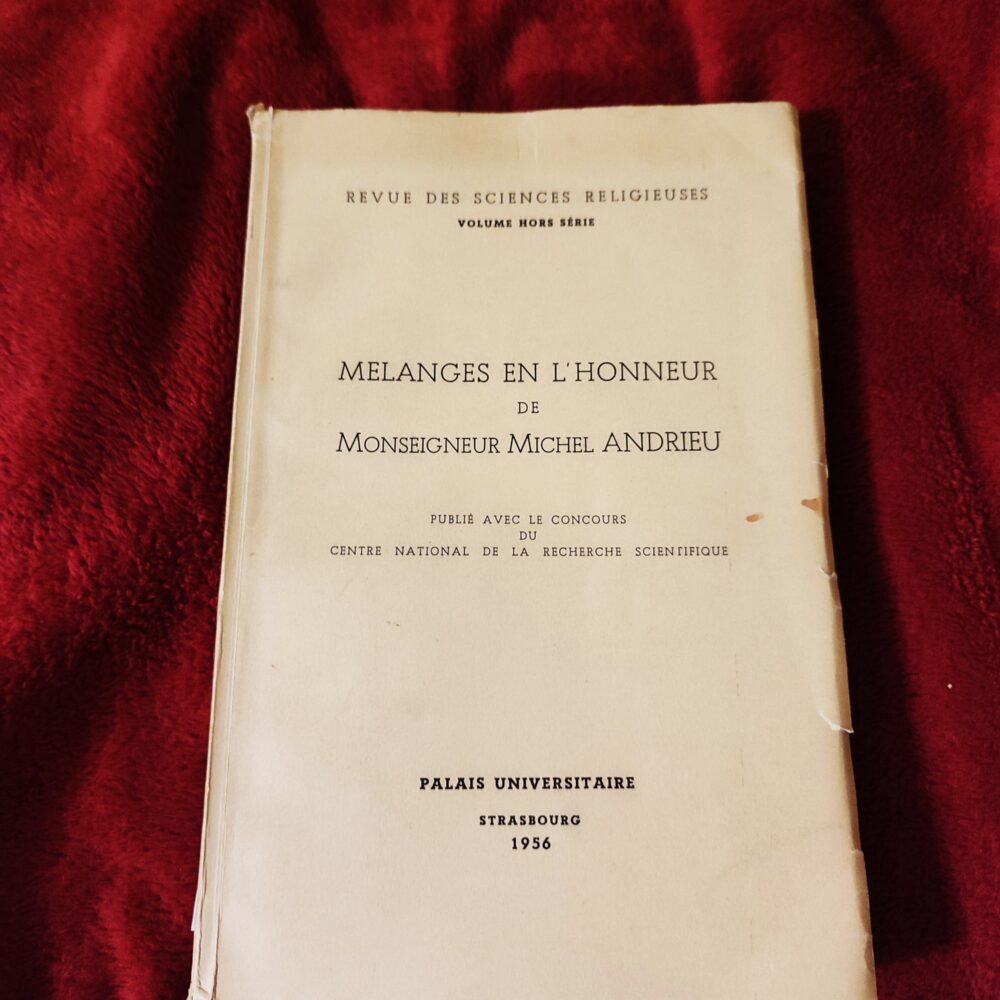 REVUE DES SCIENCES RELIGIEUSES
VOLUME HORS SÉRIE
MELANGES EN L'HONNEUR
DE
MONSEIGNEUR MICHEL ANDRIEU
PUBLIÉ AVEC LE CONCOURS
DU
CENTRE NATIONAL DE LA RECHERCHE SCIENTIFIQUE
PALAIS UNIVERSITAIRE
STRASBOURG
1956